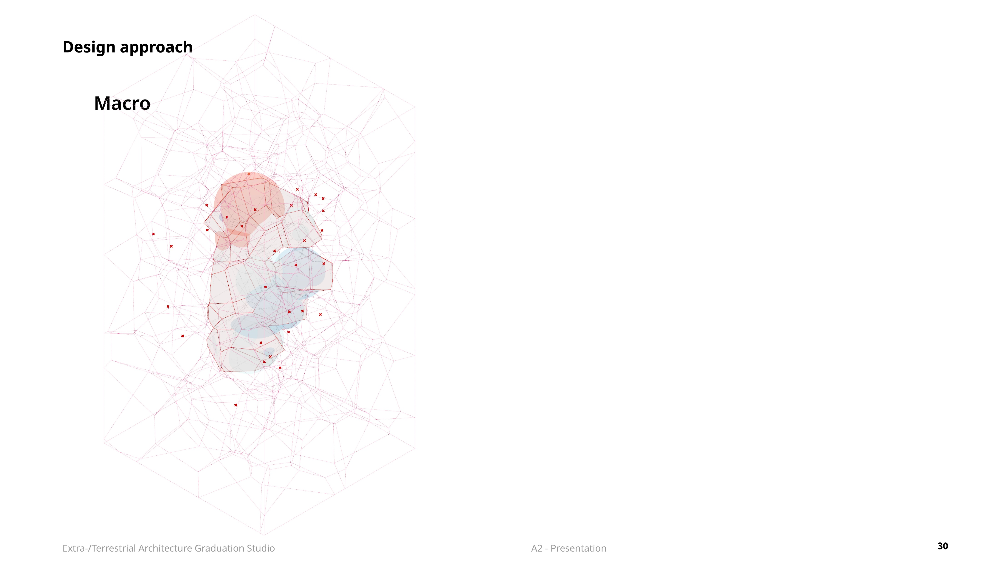 Design approach
Macro
Extra-/Terrestrial Architecture Graduation Studio
A2 - Presentation
30